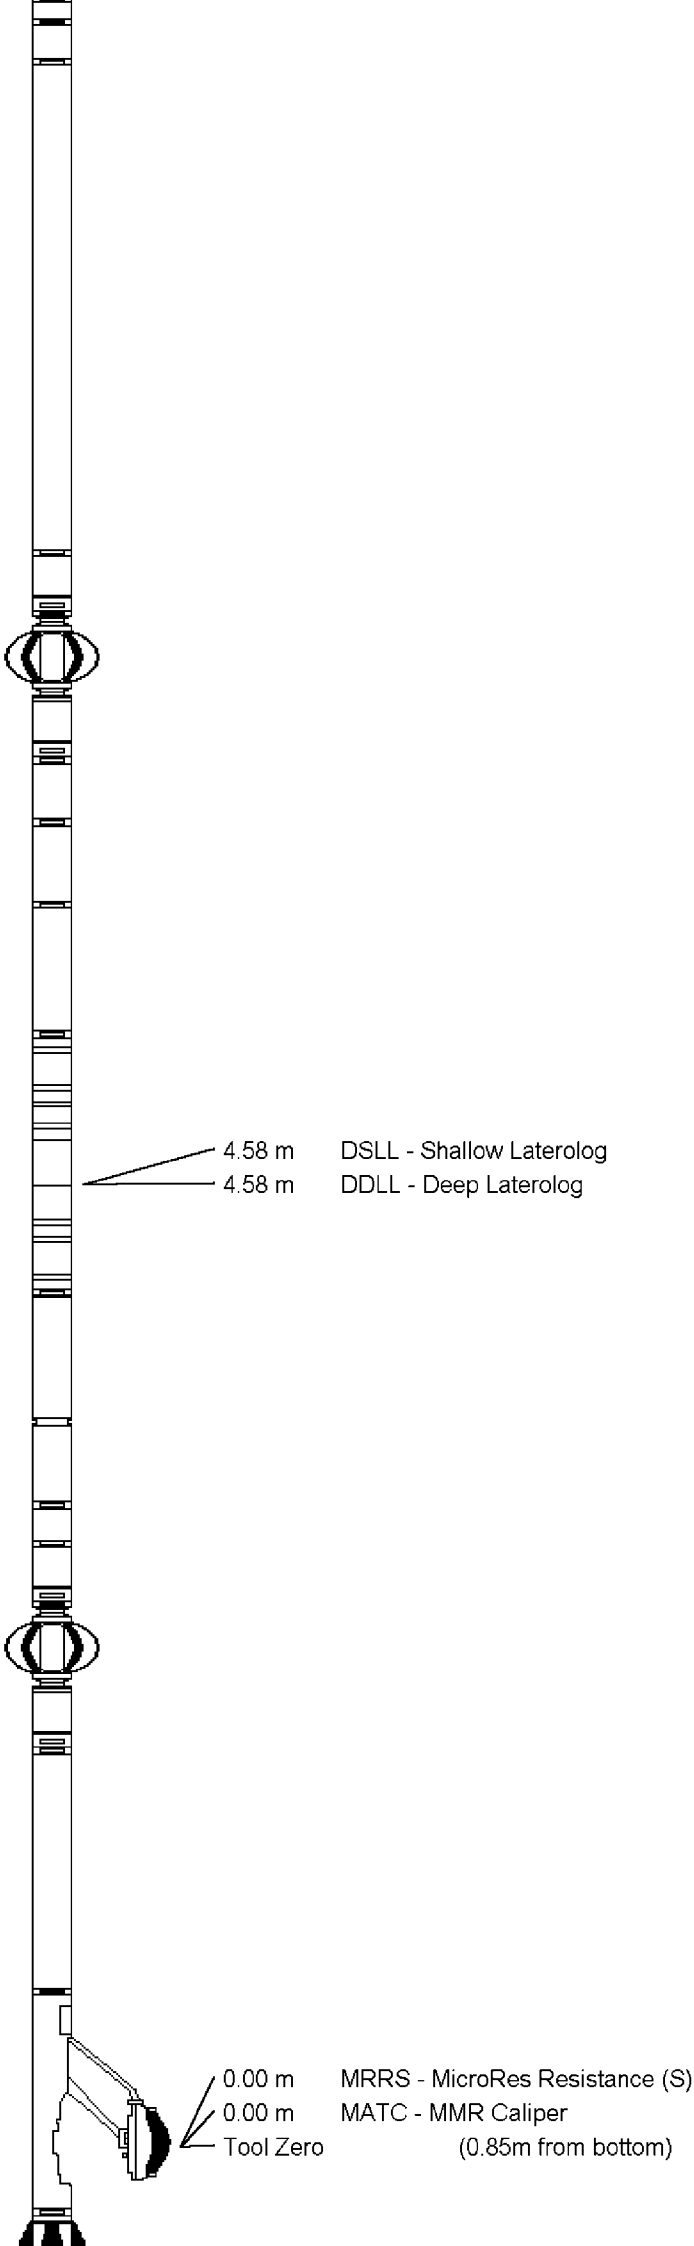 4.58 m DSLL - Shallow Laterolog
4.58 m DDLL - Deep Laterolog
0.00 m MRRS - MicroRes Resistance (S)
0.00 m MATC - MMR Caliper
Tool Zero (0.85m from bottom)